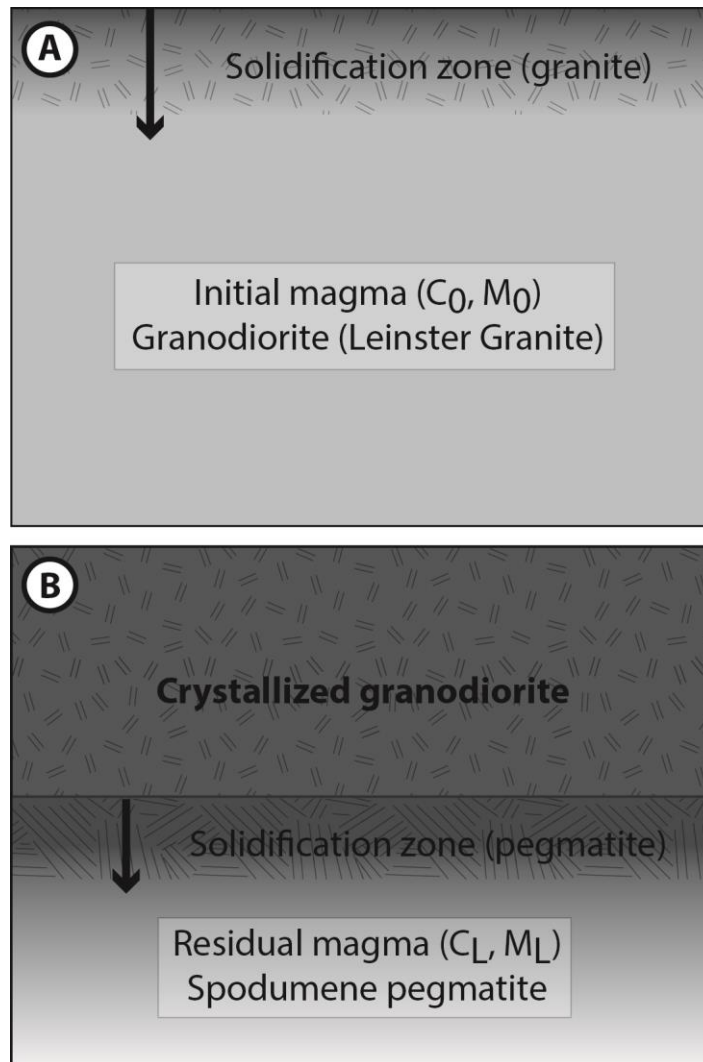 A
Solidification zone (granite)
Initial magma (C0, M0)
Granodiorite (Leinster Granite)
B
Crystallized granodiorite
Solidification zone (pegmatite)
Residual magma (CL, ML)
Spodumene pegmatite